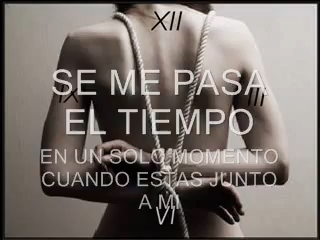 XII
SE ME PASA
IX
III
EL TIEMPO
EN UN SOLO MOMENTO
CUANDO ESTAS JUNTO
A MI
VI